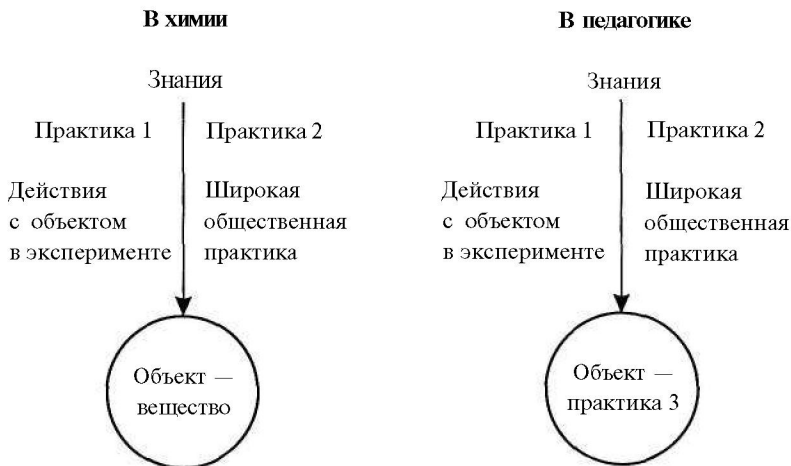 В химии
Знания
Практика 1
Практика 2
Действия
с объектом
в эксперименте
Широкая
общественная
практика
Объект —
вещество
В педагогике
Знания
Практика 1
Практика 2
Действия
с объектом
в эксперименте
Широкая
общественная
практика
Объект —
практика 3